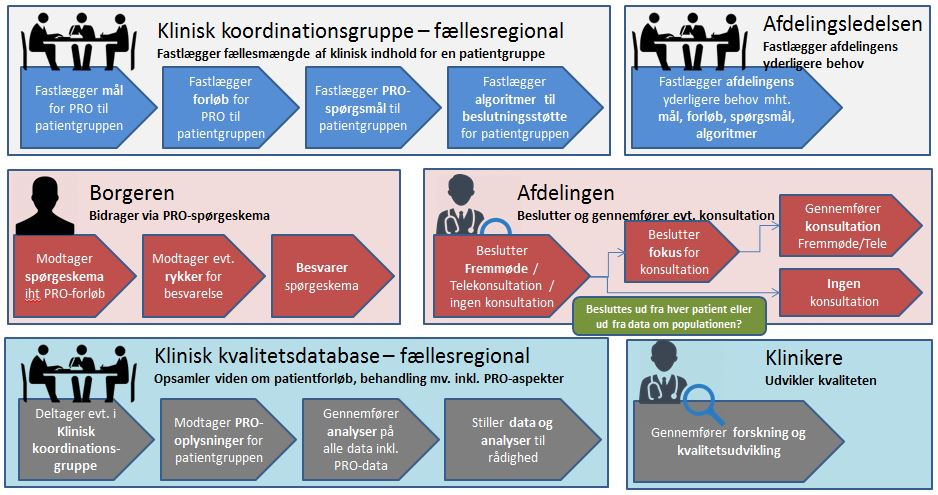 Klinisk koordinationsgruppe – fællesregional
Fastlægger fællesmængde af klinisk indhold for en patientgruppe
Fastlægger mål
for PRO til
patientgruppen
Fastlægger
forløb for
PRO til
patientgruppen
Fastlægger PRO-
spørgsmål til
patientgruppen
Fastlægger
algoritmer til
beslutningsstøtte
for patientgruppen
Afdelingsledelsen
Fastlægger afdelingens
yderligere behov
Fastlægger afdelingens
yderligere behov mht.
mål, forløb, spørgsmål,
algoritmer
Borgeren
Bidrager via PRO-spørgeskema
Modtager
spørgeskema
iht PRO-forløb
Modtager evt.
rykker for
besvarelse
Besvarer
spørgeskema
Afdelingen
Beslutter og gennemfører evt. konsultation
Beslutter
Fremmøde /
Telekonsultation /
ingen konsultation
Beslutter
fokus for
konsultation
Gennemfører
konsultation
Fremmøde/Tele
Ingen
konsultation
Besluttes ud fra hver patient eller
ud fra data om populationen?
Klinisk kvalitetsdatabase – fællesregional
Opsamler viden om patientforløb, behandling mv. inkl. PRO-aspekter
Deltager evt. i
Klinisk
koordinations-
gruppe
Modtager PRO-
oplysninger for
patientgruppen
Gennemfører
analyser på
alle data inkl.
PRO-data
Stiller data og
analyser til
rådighed
Klinikere
Udvikler kvaliteten
Gennemfører forskning og
kvalitetsudvikling